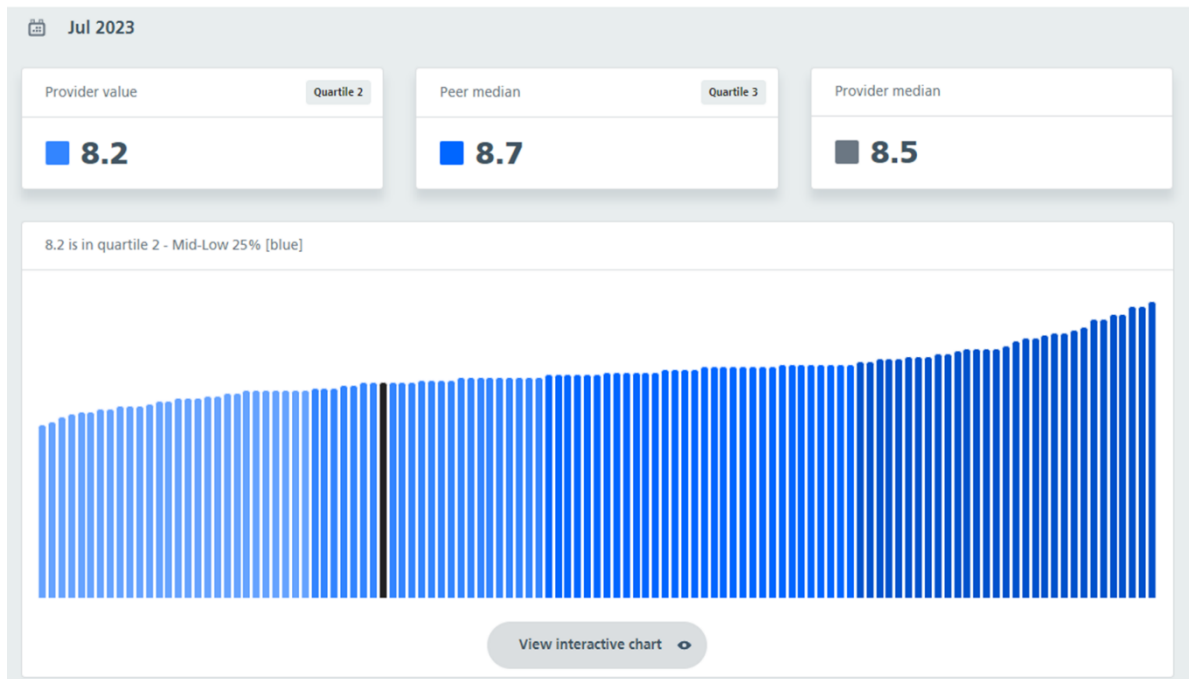 Jul 2023
Provider value
Quartile 2
8.2
Peer median
Quartile 3
8.7
Provider median
8.5
8.2 is in quartile 2 - Mid-Low 25% [blue]
View interactive chart